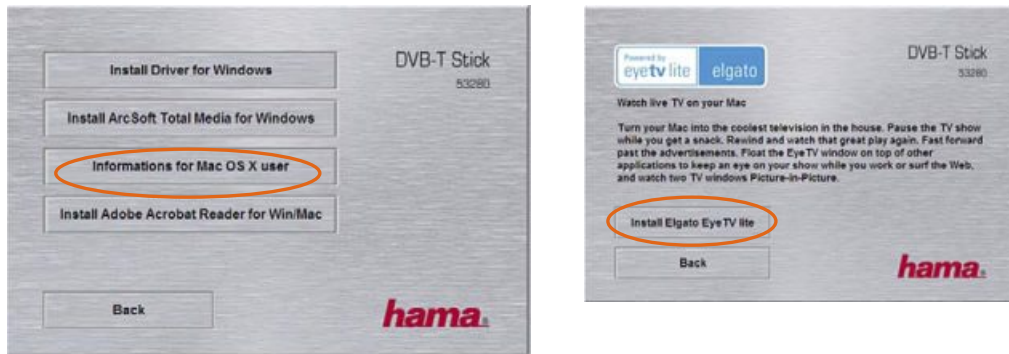 DVB-T Stick
53280
Install Driver for Windows
Install ArcSoft Total Media for Windows
Informations for Mac OS X user
Install Adobe Acrobat Reader for Win/Mac
Back
hama.
Powered by
eyetv lite elgato
DVB-T Stick
53280
Watch live TV on your Mac
Turn your Mac into the coolest television in the house. Pause the TV show
while you get a snack. Rewind and watch that great play again. Fast forward
past the advertisements. Float the EyeTV window on top of other
applications to keep an eye on your show while you work or surf the Web,
and watch two TV windows Picture-in-Picture.
Install Elgato EyeTV lite
Back
hama.